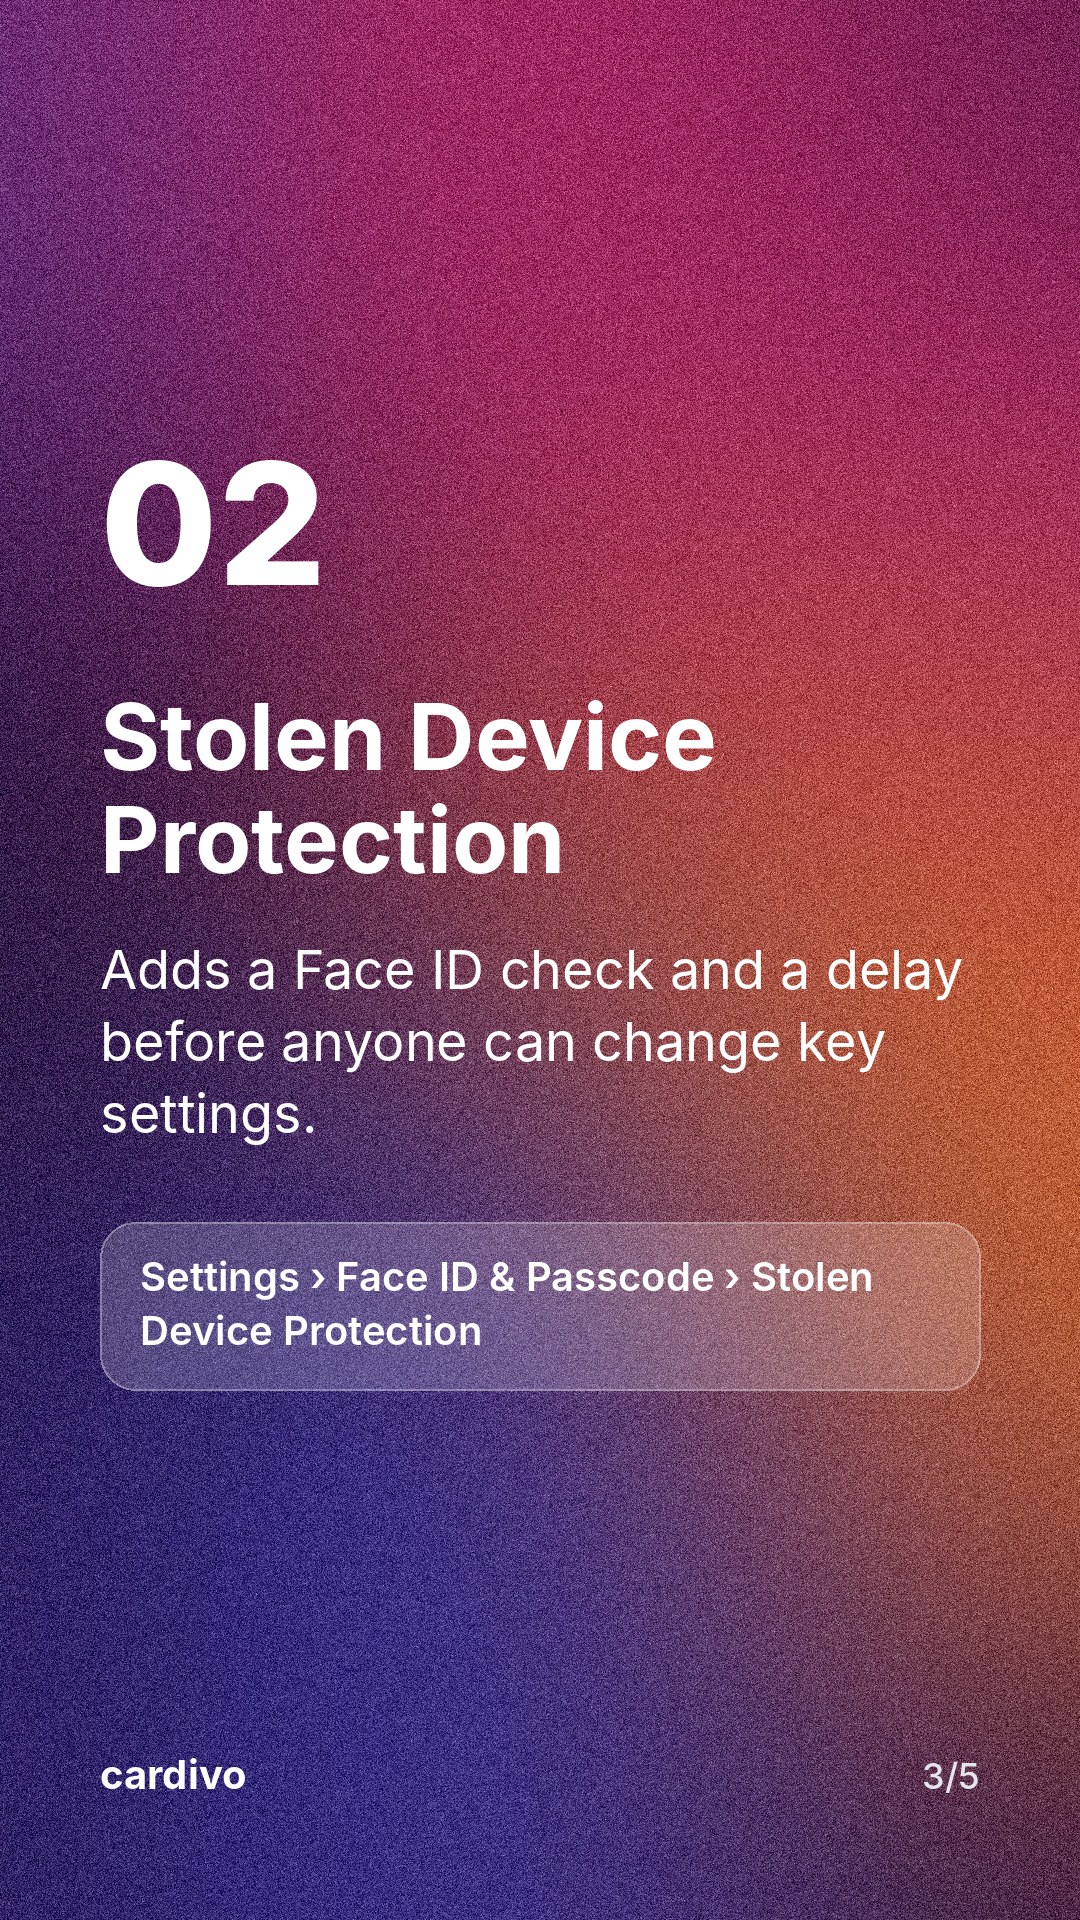 02
Stolen Device
Protection
Adds a Face ID check and a delay
before anyone can change key
settings.
Settings › Face ID & Passcode › Stolen
Device Protection
cardivo
3/5